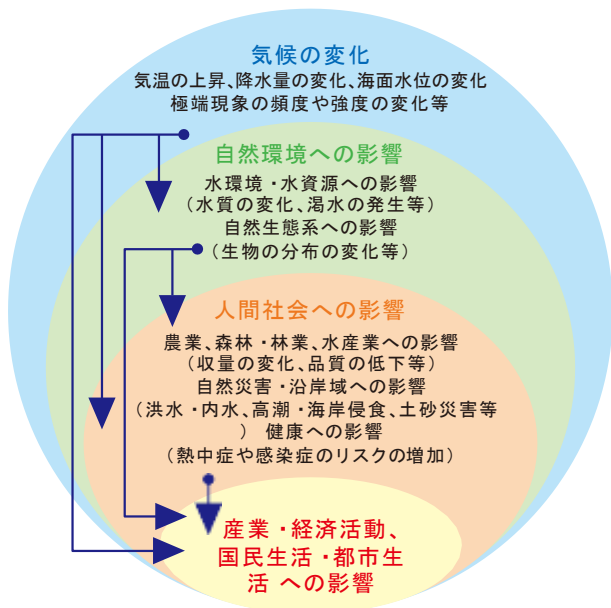 気候の変化
気温の上昇、降水量の変化、海面水位の変化
極端現象の頻度や強度の変化等
自然環境への影響
水環境・水資源への影響
（水質の変化、渇水の発生等）
自然生態系への影響
（生物の分布の変化等）
人間社会への影響
農業、森林・林業、水産業への影響
（収量の変化、品質の低下等）
自然災害・沿岸域への影響
（洪水・内水、高潮・海岸侵食、土砂災害等
） 健康への影響
（熱中症や感染症のリスクの増加）
産業・経済活動、
国民生活・都市生
活 への影響